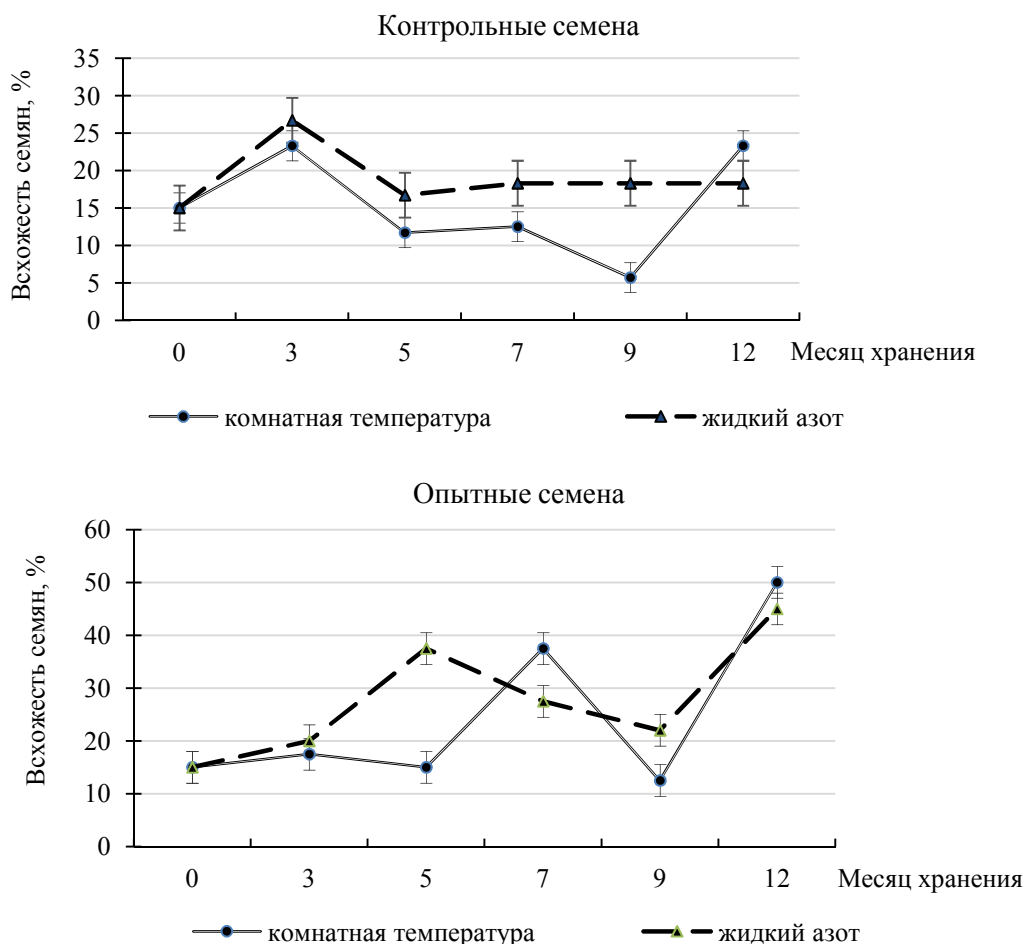 Контрольные семена
Всхожесть семян, %
35
30
25
20
15
10
5
0
0 3 5 7 9 12 Месяц хранения
комнатная температура жидкий азот
Опытные семена
Всхожесть семян, %
60
50
40
30
20
10
0
0 3 5 7 9 12 Месяц хранения
комнатная температура жидкий азот